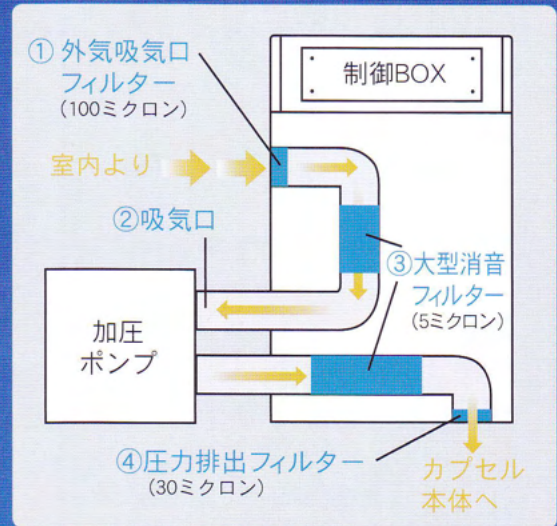 ① 外気吸気口
フィルター
(100ミクロン)
制御BOX
室内より
②吸気口
③大型消音
フィルター
(5ミクロン)
加圧
ポンプ
④圧力排出フィルター
(30ミクロン)
カプセル
本体へ